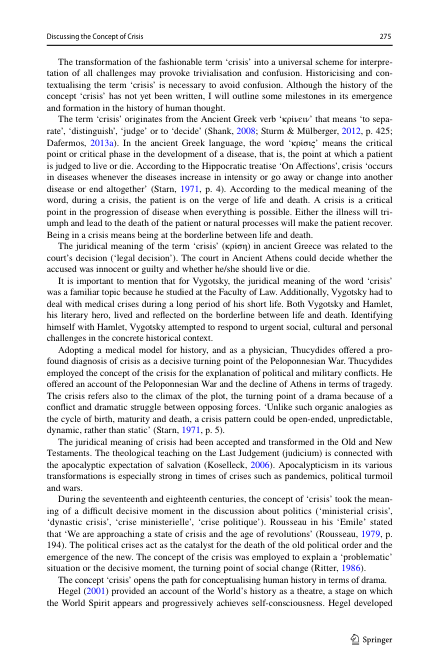 Discussing the Concept of Crisis 275
The transformation of the fashionable term ‘crisis’ into a universal scheme for interpre-
tation of all challenges may provoke trivialisation and confusion. Historicising and con-
textualising the term ‘crisis’ is necessary to avoid confusion. Although the history of the
concept ‘crisis’ has not yet been written, I will outline some milestones in its emergence
and formation in the history of human thought.
The term ‘crisis’ originates from the Ancient Greek verb ‘κρίνειν’ that means ‘to sepa-
rate’, ‘distinguish’, ‘judge’ or to ‘decide’ (Shank, 2008; Sturm & Mülberger, 2012, p. 425;
Dafermos, 2013a). In the ancient Greek language, the word ‘κρίσις’ means the critical
point or critical phase in the development of a disease, that is, the point at which a patient
is judged to live or die. According to the Hippocratic treatise ‘On Affections’, crisis ‘occurs
in diseases whenever the diseases increase in intensity or go away or change into another
disease or end altogether’ (Starn, 1971, p. 4). According to the medical meaning of the
word, during a crisis, the patient is on the verge of life and death. A crisis is a critical
point in the progression of disease when everything is possible. Either the illness will tri-
umph and lead to the death of the patient or natural processes will make the patient recover.
Being in a crisis means being at the borderline between life and death.
The juridical meaning of the term ‘crisis’ (κρίση) in ancient Greece was related to the
court’s decision (‘legal decision’). The court in Ancient Athens could decide whether the
accused was innocent or guilty and whether he/she should live or die.
It is important to mention that for Vygotsky, the juridical meaning of the word ‘crisis’
was a familiar topic because he studied at the Faculty of Law. Additionally, Vygotsky had to
deal with medical crises during a long period of his short life. Both Vygotsky and Hamlet,
his literary hero, lived and reflected on the borderline between life and death. Identifying
himself with Hamlet, Vygotsky attempted to respond to urgent social, cultural and personal
challenges in the concrete historical context.
Adopting a medical model for history, and as a physician, Thucydides offered a pro-
found diagnosis of crisis as a decisive turning point of the Peloponnesian War. Thucydides
employed the concept of the crisis for the explanation of political and military conflicts. He
offered an account of the Peloponnesian War and the decline of Athens in terms of tragedy.
The crisis refers also to the climax of the plot, the turning point of a drama because of a
conflict and dramatic struggle between opposing forces. ‘Unlike such organic analogies as
the cycle of birth, maturity and death, a crisis pattern could be open-ended, unpredictable,
dynamic, rather than static’ (Starn, 1971, p. 5).
The juridical meaning of crisis had been accepted and transformed in the Old and New
Testaments. The theological teaching on the Last Judgement (judicium) is connected with
the apocalyptic expectation of salvation (Koselleck, 2006). Apocalypticism in its various
transformations is especially strong in times of crises such as pandemics, political turmoil
and wars.
During the seventeenth and eighteenth centuries, the concept of ‘crisis’ took the mean-
ing of a difficult decisive moment in the discussion about politics (‘ministerial crisis’,
‘dynastic crisis’, ‘crise ministerielle’, ‘crise politique’). Rousseau in his ‘Emile’ stated
that ‘We are approaching a state of crisis and the age of revolutions’ (Rousseau, 1979, p.
194). The political crises act as the catalyst for the death of the old political order and the
emergence of the new. The concept of the crisis was employed to explain a ‘problematic’
situation or the decisive moment, the turning point of social change (Ritter, 1986).
The concept ‘crisis’ opens the path for conceptualising human history in terms of drama.
Hegel (2001) provided an account of the World’s history as a theatre, a stage on which
the World Spirit appears and progressively achieves self-consciousness. Hegel developed
Springer